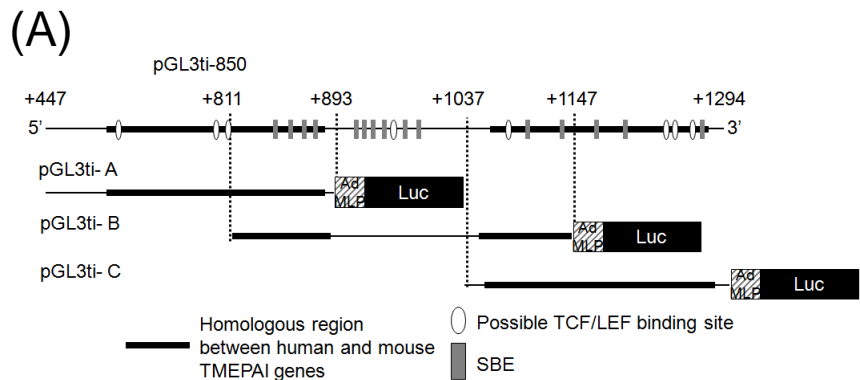 (A)
pGL3ti-850
+447 +811 +893 +1037 +1147 +1294
5’ 3’
pGL3ti- A
Ad MLP Luc
pGL3ti- B
Ad MLP Luc
pGL3ti- C
Ad MLP Luc
Homologous region
between human and mouse
TMEPAI genes
Possible TCF/LEF binding site
SBE